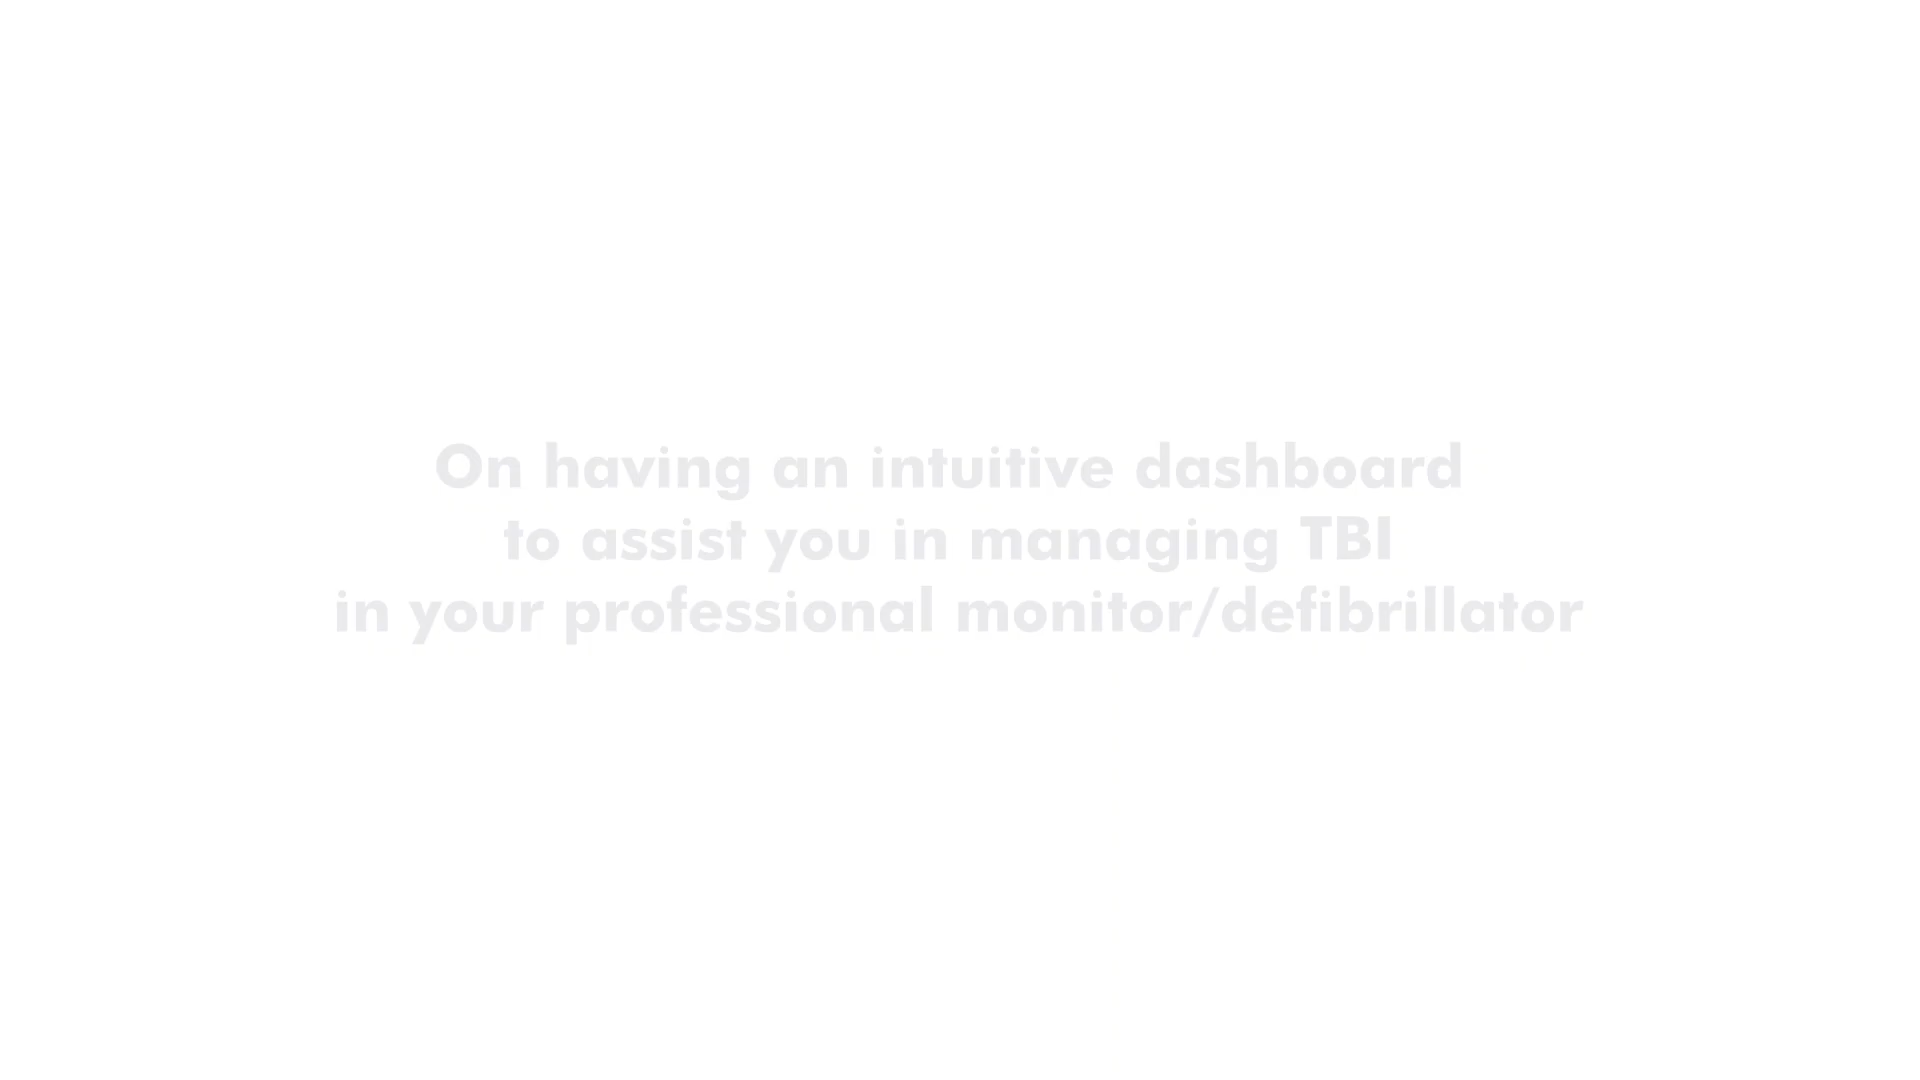 On having an intuitive dashboard
to assist you in managing TBI
in your professional monitor/defibrillator